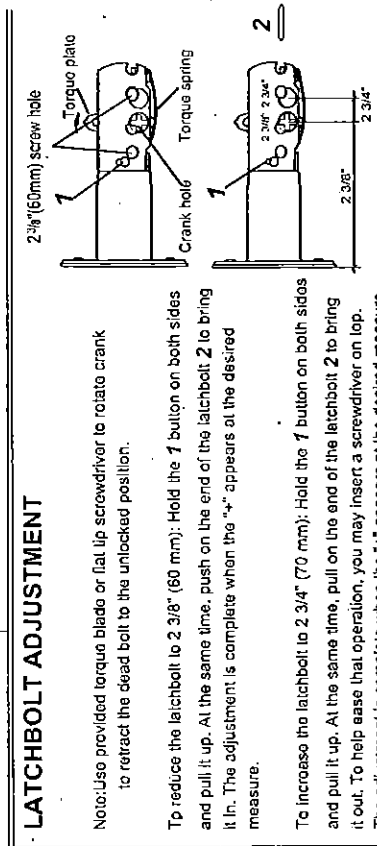 LATCHBOLT ADJUSTMENT
Note:Use provided torque blade or flat tip screwdriver to rotate crank
to retract the dead bolt to the unlocked position.
To reduce the latchbolt to 2 3/8" (60 mm): Hold the 1 button on both sides
and pull it up. At the same time, push on the end of the latchbolt 2 to bring
it in. The adjustment is complete when the "+" appears at the desired
measure.
To increase the latchbolt to 2 3/4" (70 mm): Hold the 1 button on both sides
and pull it up. At the same time, pull on the end of the latchbolt 2 to bring
it out. To help ease that operation, you may insert a screwdriver on top.
2 3/8"(60mm) screw hole
Torque plate
1
Crank hole
Torque spring
1
2 3/8" 2 3/4"
2
2 3/8"
2 3/4"